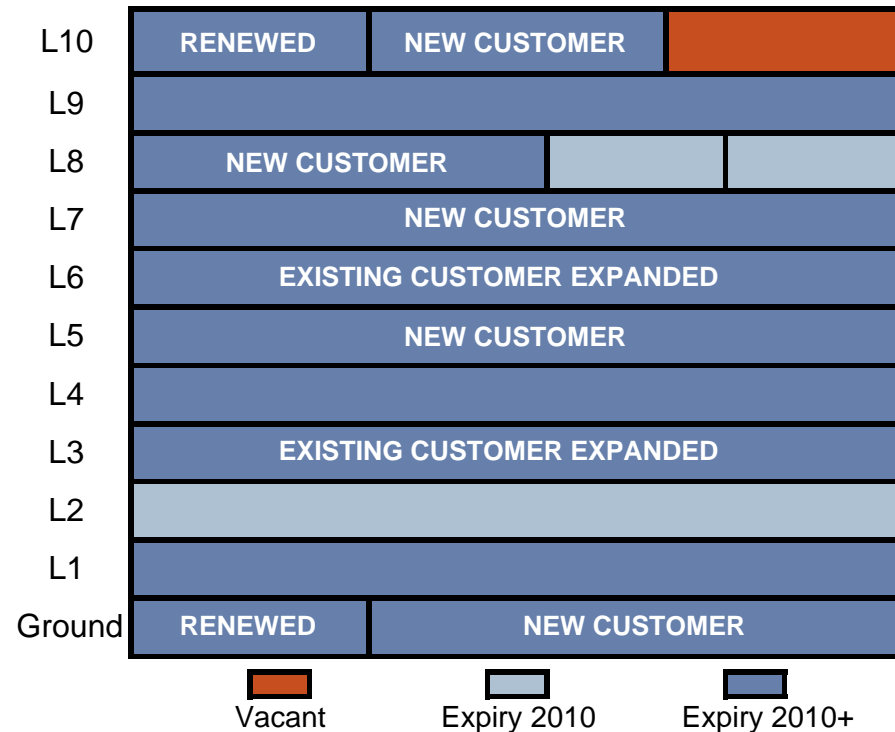 L10 RENEWED NEW CUSTOMER
L9
L8 NEW CUSTOMER
L7 NEW CUSTOMER
L6 EXISTING CUSTOMER EXPANDED
L5 NEW CUSTOMER
L4
L3 EXISTING CUSTOMER EXPANDED
L2
L1
Ground RENEWED NEW CUSTOMER
Vacant Expiry 2010 Expiry 2010+